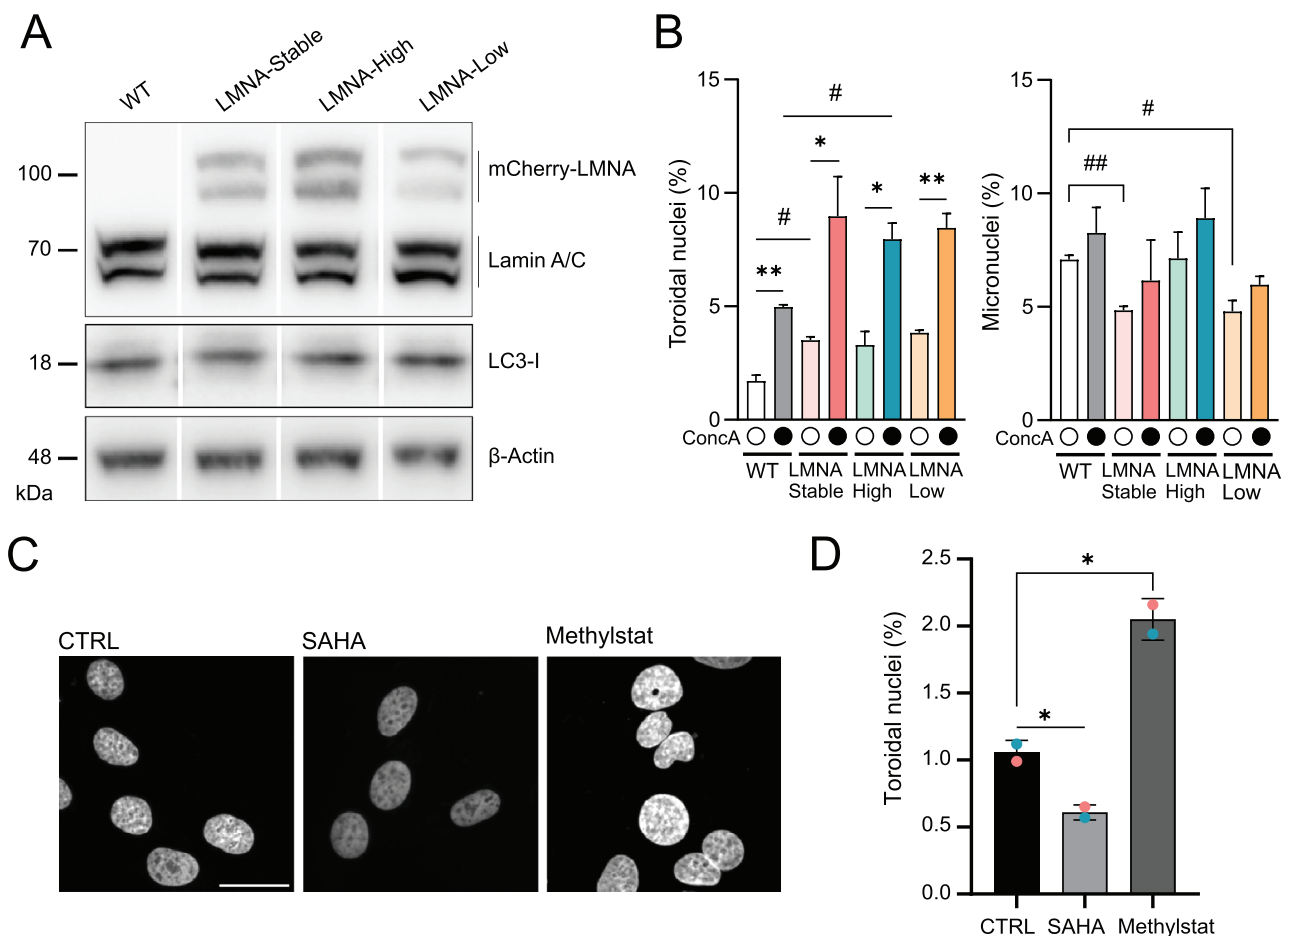 A
WT
LMNA-Stable
LMNA-High
LMNA-Low
100
mCherry-LMNA
70
Lamin A/C
18
LC3-I
48
β-Actin
kDa
B
Toroidal nuclei (%)
15
10
5
0
#
*
*
**
#
**
ConcA
WT
LMNA
Stable
LMNA
High
LMNA
Low
Micronuclei (%)
15
10
5
0
#
##
ConcA
WT
LMNA
Stable
LMNA
High
LMNA
Low
C
CTRL
SAHA
Methylstat
D
Toroidal nuclei (%)
2.5
2.0
1.5
1.0
0.5
0.0
*
*
CTRL
SAHA
Methylstat